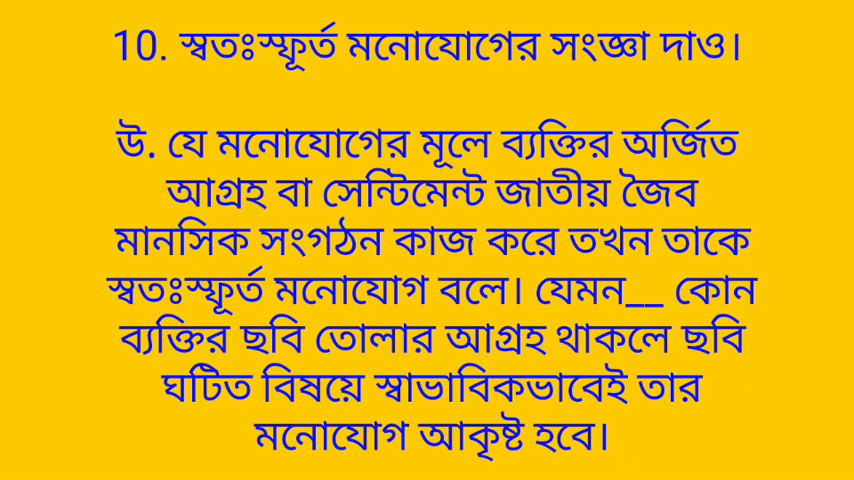 10. স্বতঃস্ফূর্ত মনোযোগের সংজ্ঞা দাও।
উ. যে মনোযোগের মূলে ব্যক্তির অর্জিত
আগ্রহ বা সেন্টিমেন্ট জাতীয় জৈব
মানসিক সংগঠন কাজ করে তখন তাকে
স্বতঃস্ফূর্ত মনোযোগ বলে। যেমন__ কোন
ব্যক্তির ছবি তোলার আগ্রহ থাকলে ছবি
ঘটিত বিষয়ে স্বাভাবিকভাবেই তার
মনোযোগ আকৃষ্ট হবে।